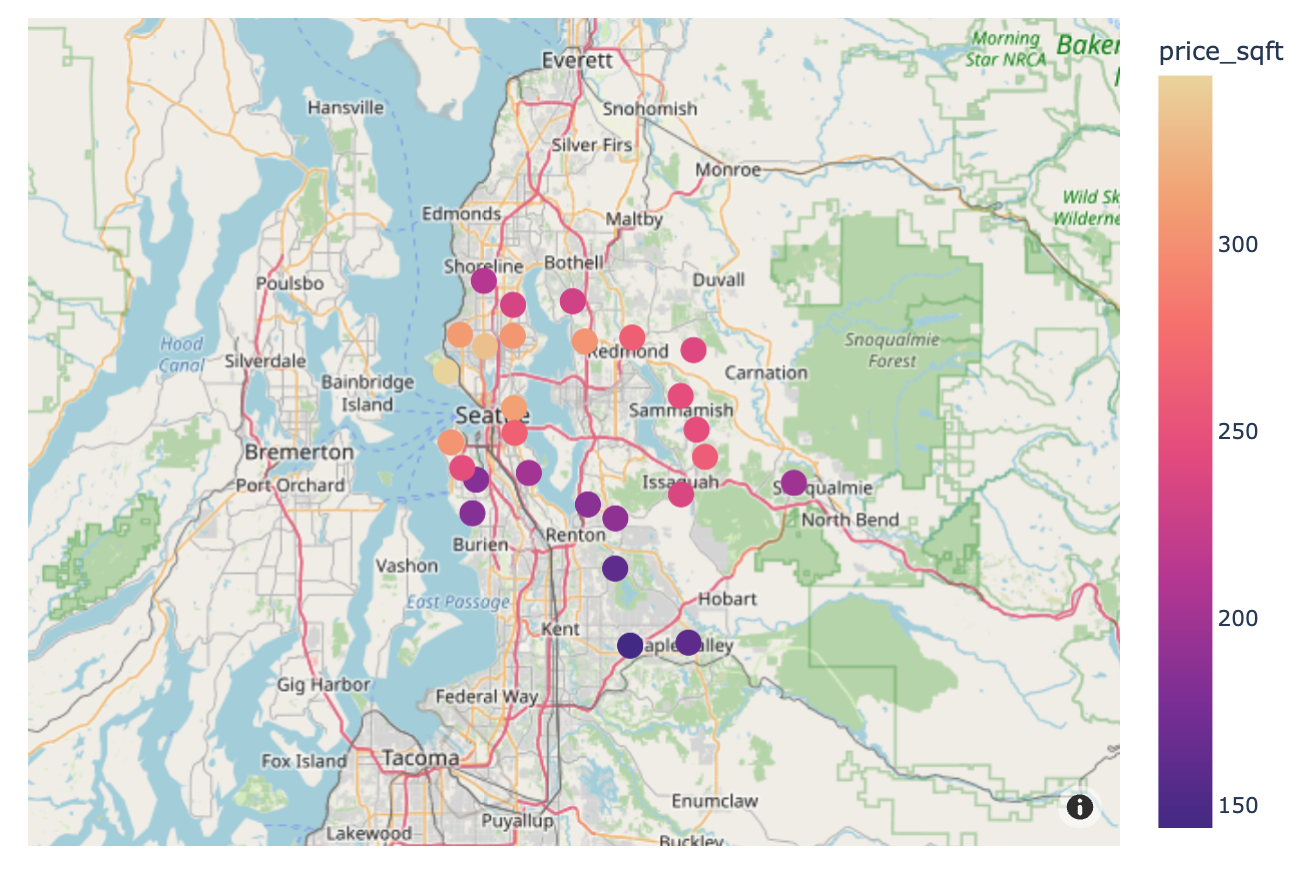 price_sqft
300
250
200
150
Everett
Morning
Star NRCA
Baker
Hansville
Snohomish
Silver Firs
Monroe
Edmonds
Maltby
Wild Sk
Wilderne
Shoreline
Bothell
Poulsbo
Duvall
Hood
Canal
Silverdale
Redmond
Snoqualmie
Forest
Bainbridge
Island
Carnation
Seattle
Sammamish
Bremerton
Port Orchard
Issaquah
Snoqualmie
North Bend
Burien
Renton
Vashon
East Passage
Hobart
Kent
aple alley
Gig Harbor
Federal Way
Fox Island
Tacoma
Enumclaw
Puyallup
Lakewood
Buckley